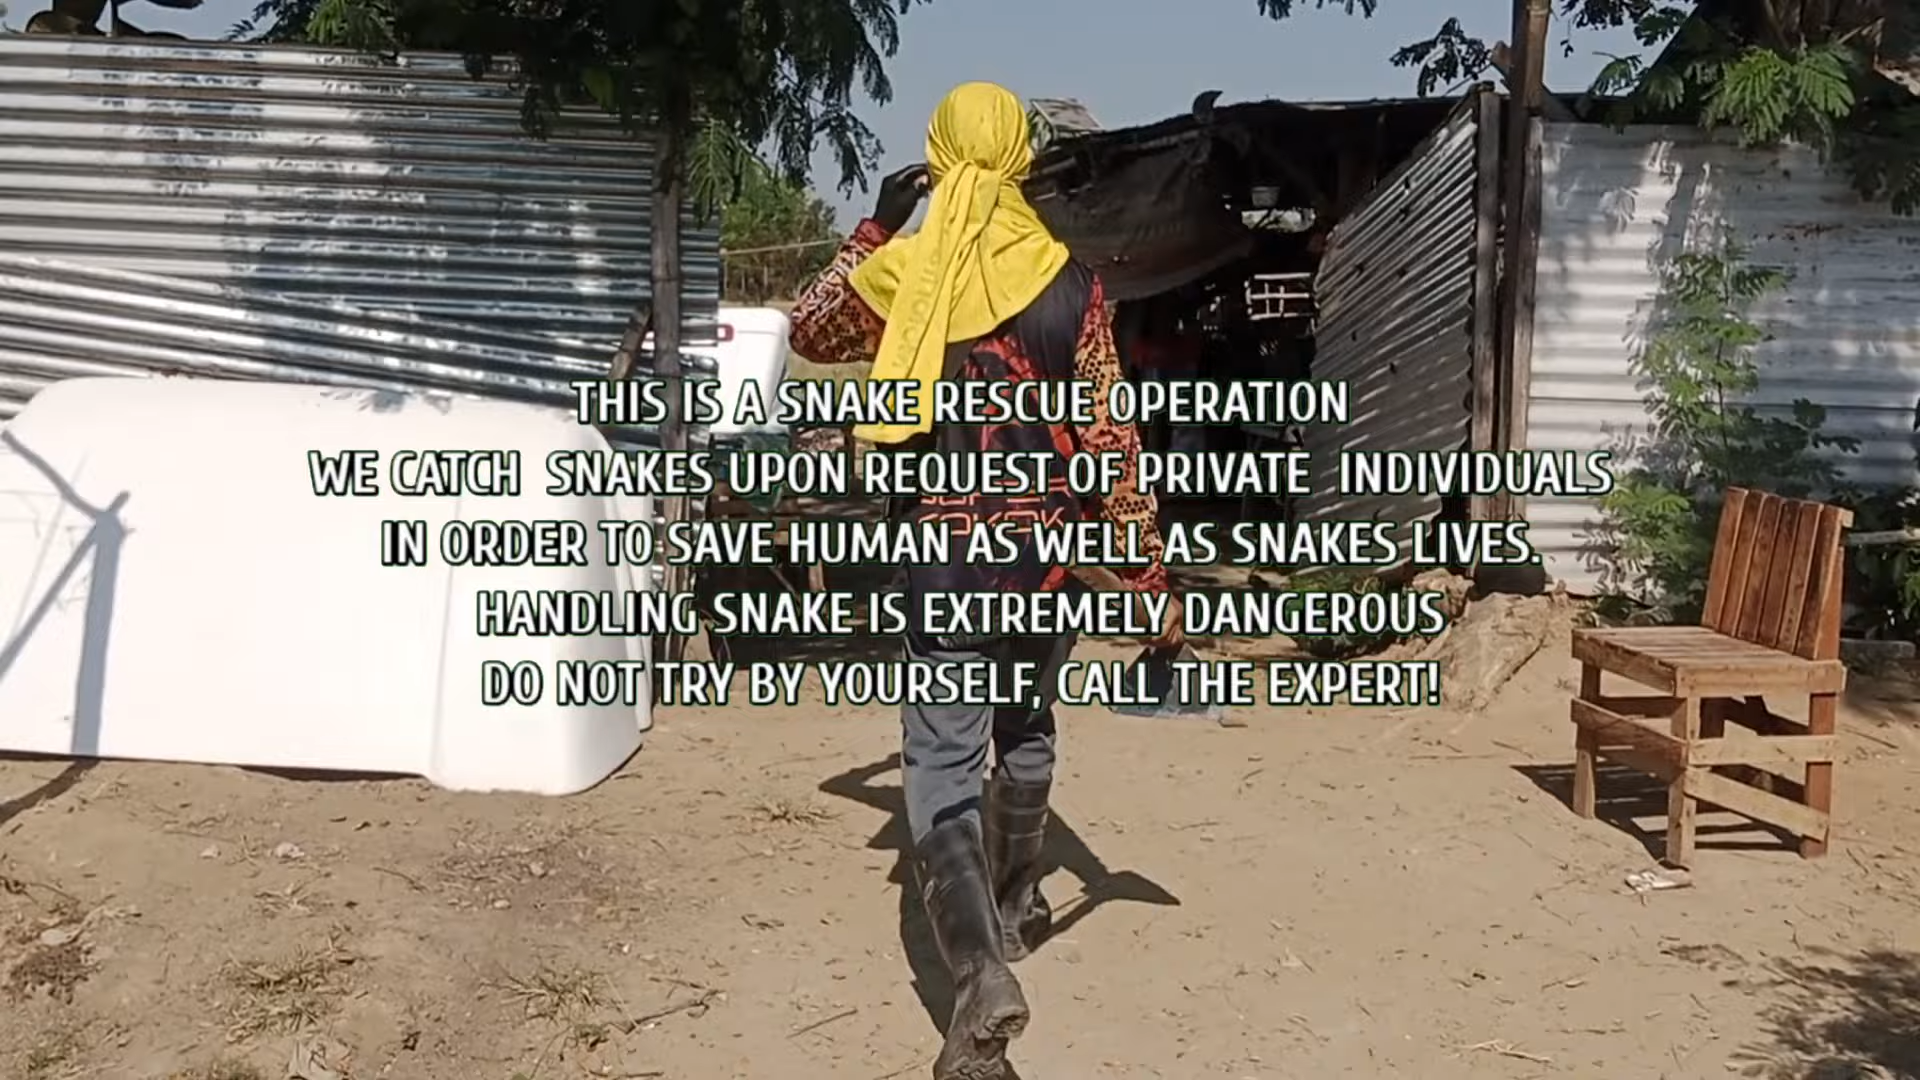 THIS IS A SNAKE RESCUE OPERATION
WE CATCH SNAKES UPON REQUEST OF PRIVATE INDIVIDUALS
IN ORDER TO SAVE HUMAN AS WELL AS SNAKES LIVES.
HANDLING SNAKE IS EXTREMELY DANGEROUS
DO NOT TRY BY YOURSELF, CALL THE EXPERT!